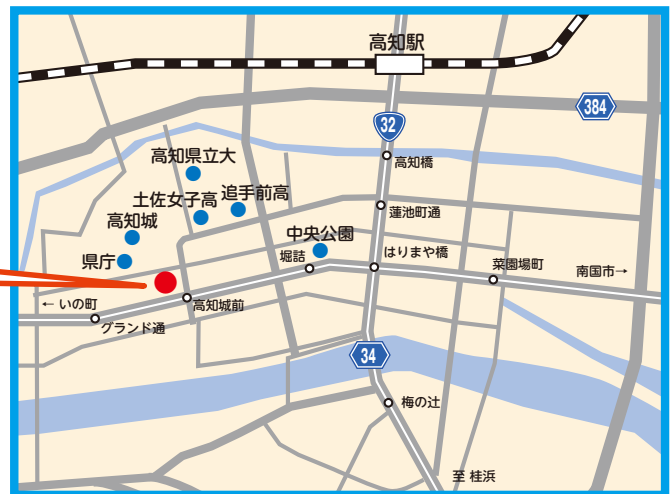 高知駅
384
32
高知橋
高知県立大
土佐女子高
追手前高
蓮池町通
高知城
中央公園
県庁
堀詰
はりまや橋
菜園場町
南国市→
← いの町
高知城前
グランド通
34
梅の辻
至 桂浜